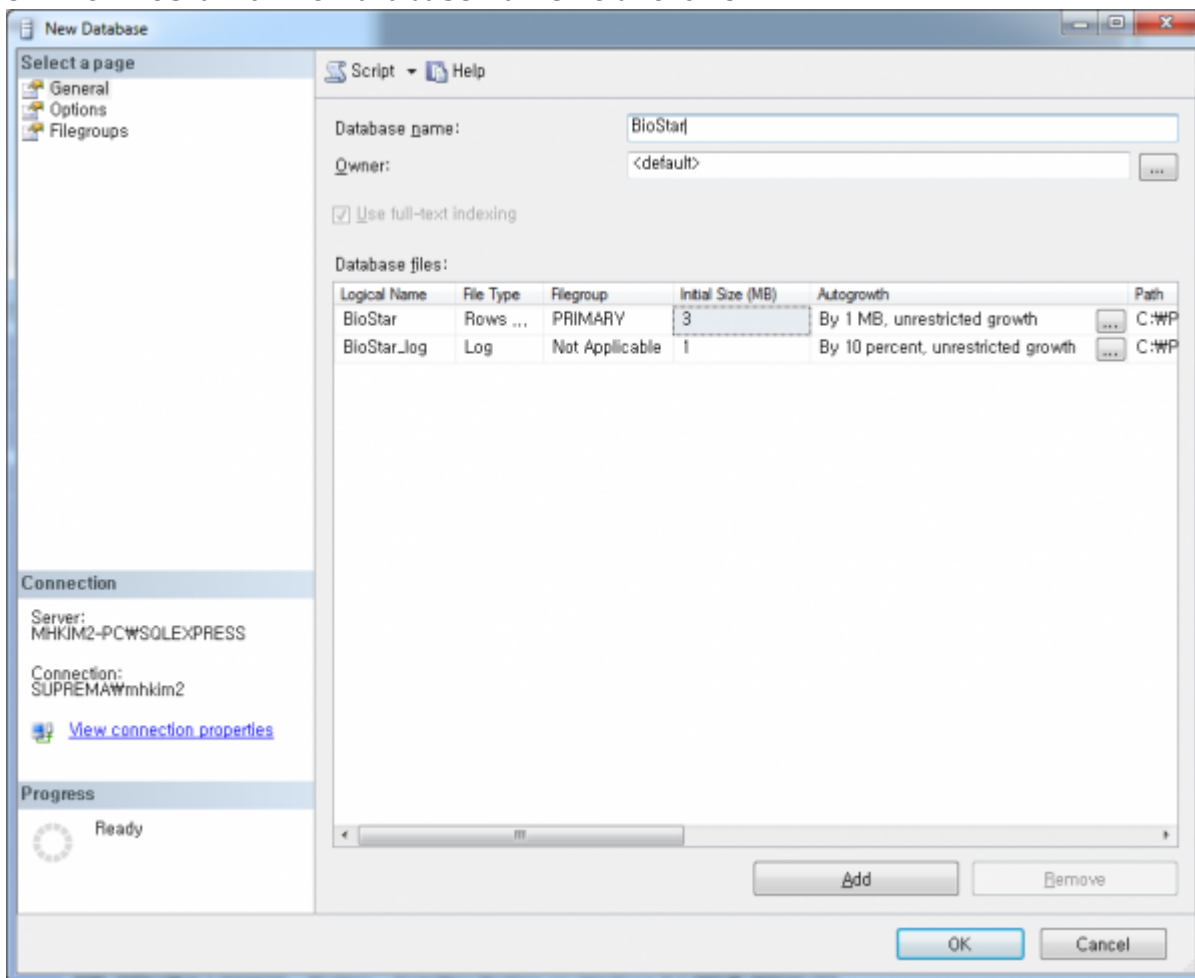 New Database
Select a page
General
Options
Filegroups
Script Help
Database name: BioStar
Owner: <default> ...
Use full-text indexing
Database files:
Logical Name File Type Filegroup Initial Size (MB) Autogrowth Path
BioStar Rows ... PRIMARY 3 By 1 MB, unrestricted growth ... C:₩P
BioStar_log Log Not Applicable 1 By 10 percent, unrestricted growth ... C:₩P
Connection
Server:
MHKIM2-PC₩SQLEXPRESS
Connection:
SUPREMA₩mhkim2
View connection properties
Progress
Ready
Add Remove
OK Cancel